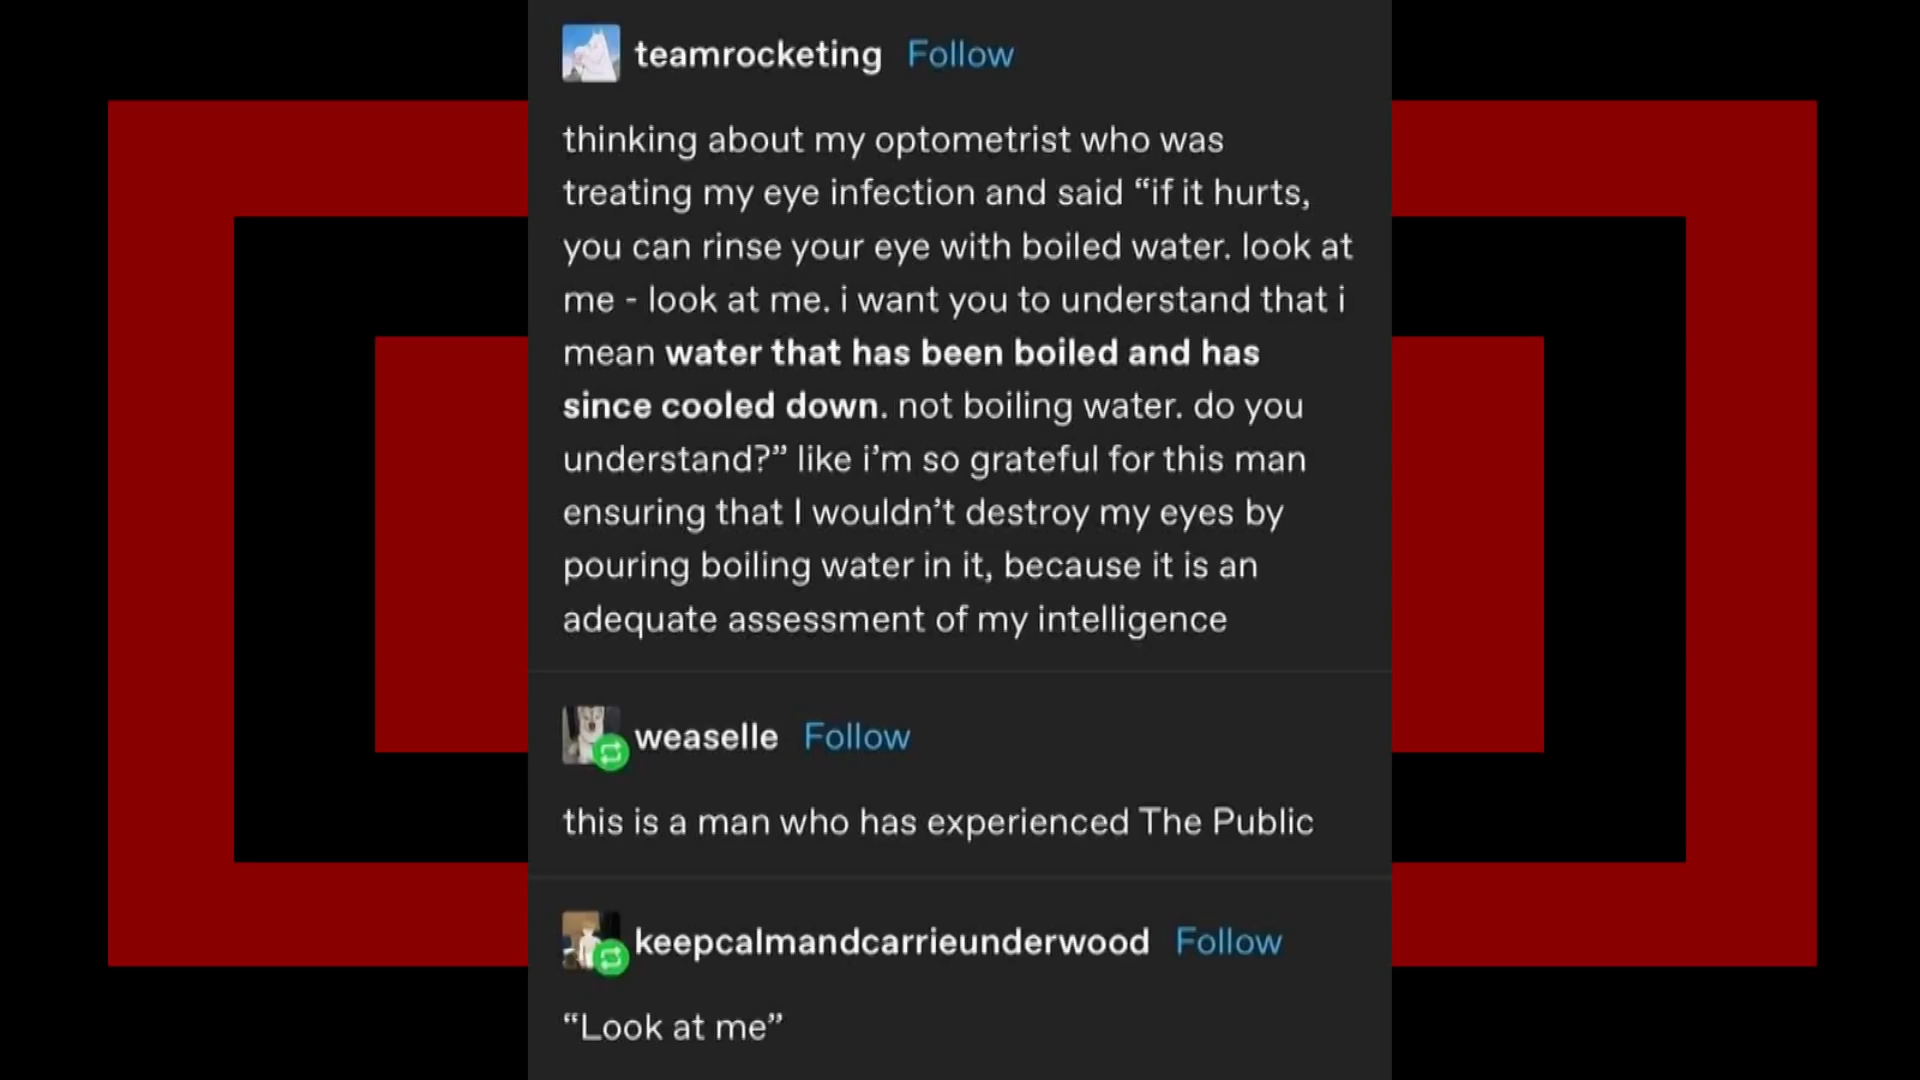 teamrocketing Follow
thinking about my optometrist who was
treating my eye infection and said “if it hurts,
you can rinse your eye with boiled water. look at
me - look at me. i want you to understand that i
mean water that has been boiled and has
since cooled down. not boiling water. do you
understand?” like i’m so grateful for this man
ensuring that I wouldn’t destroy my eyes by
pouring boiling water in it, because it is an
adequate assessment of my intelligence
weaselle Follow
this is a man who has experienced The Public
keepcalmandcarrieunderwood Follow
“Look at me”